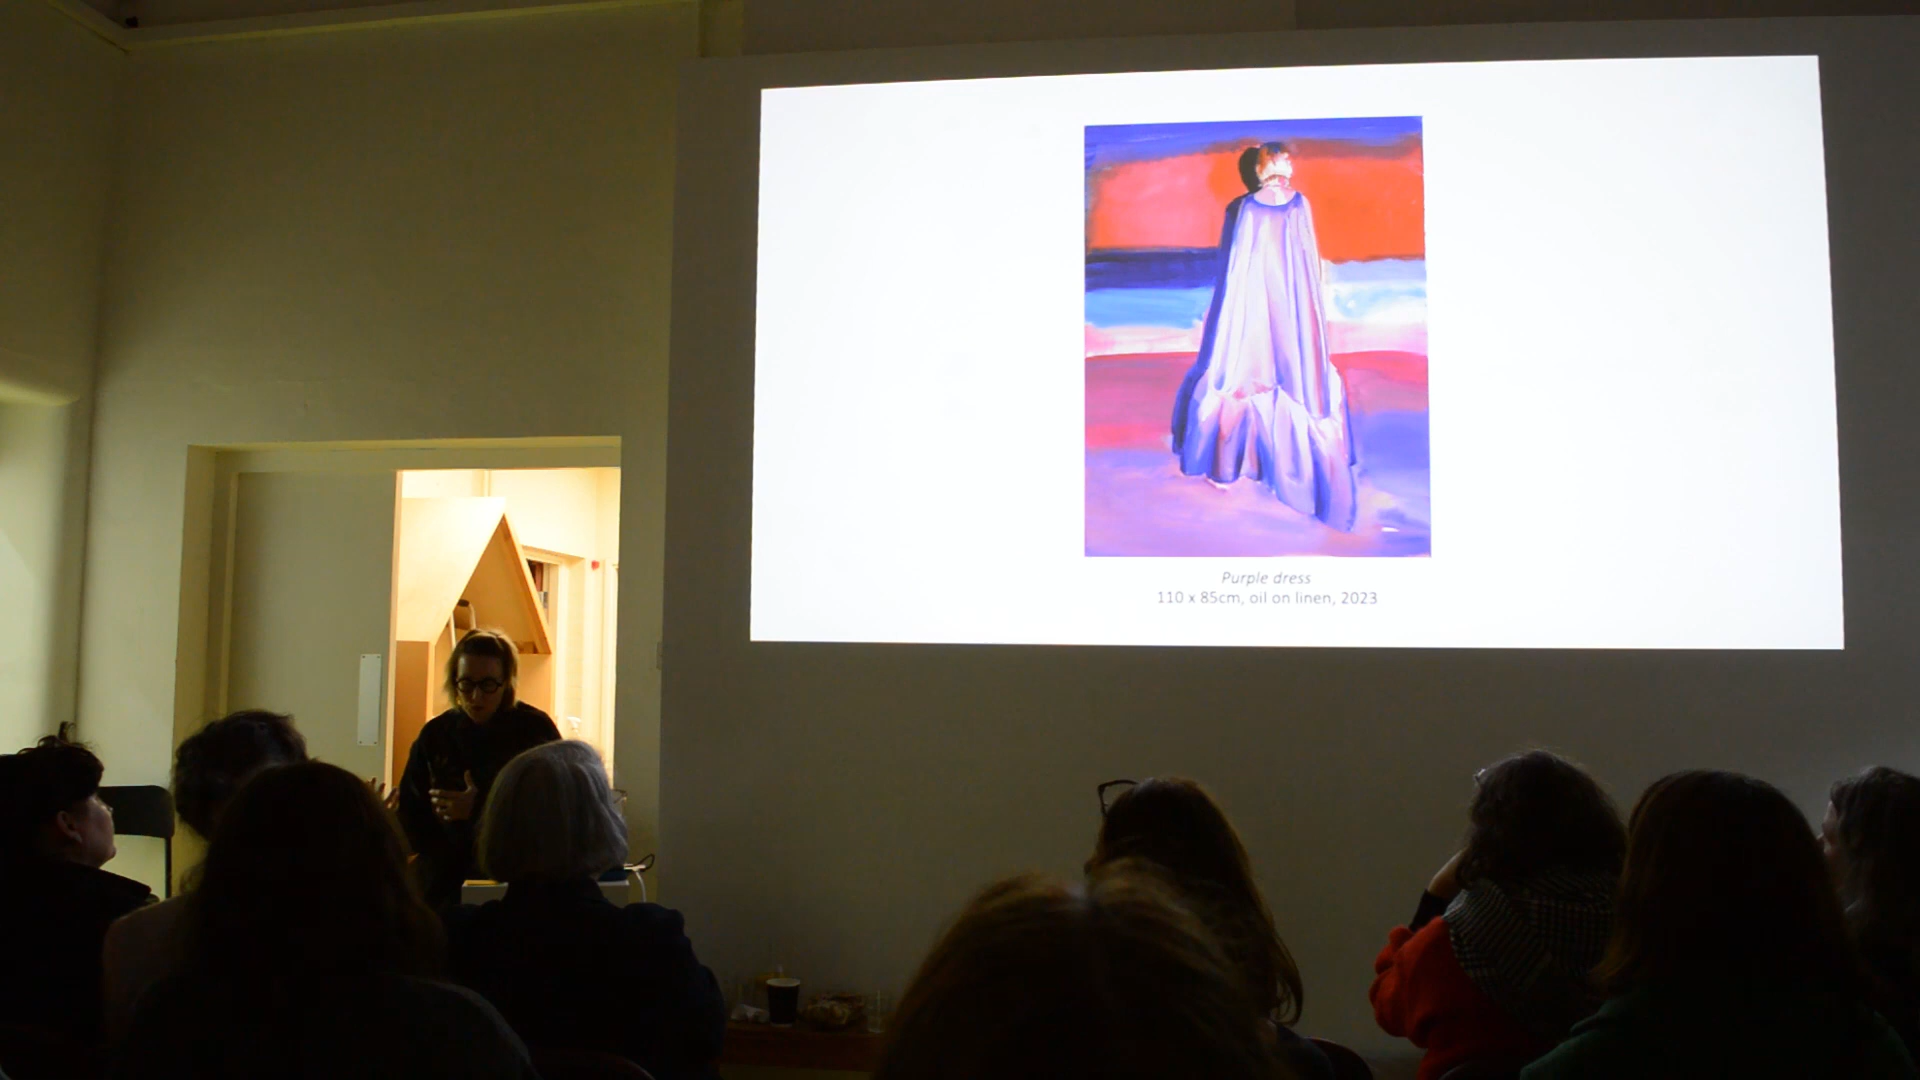 Purple dress
110 x 85cm, oil on linen, 2023